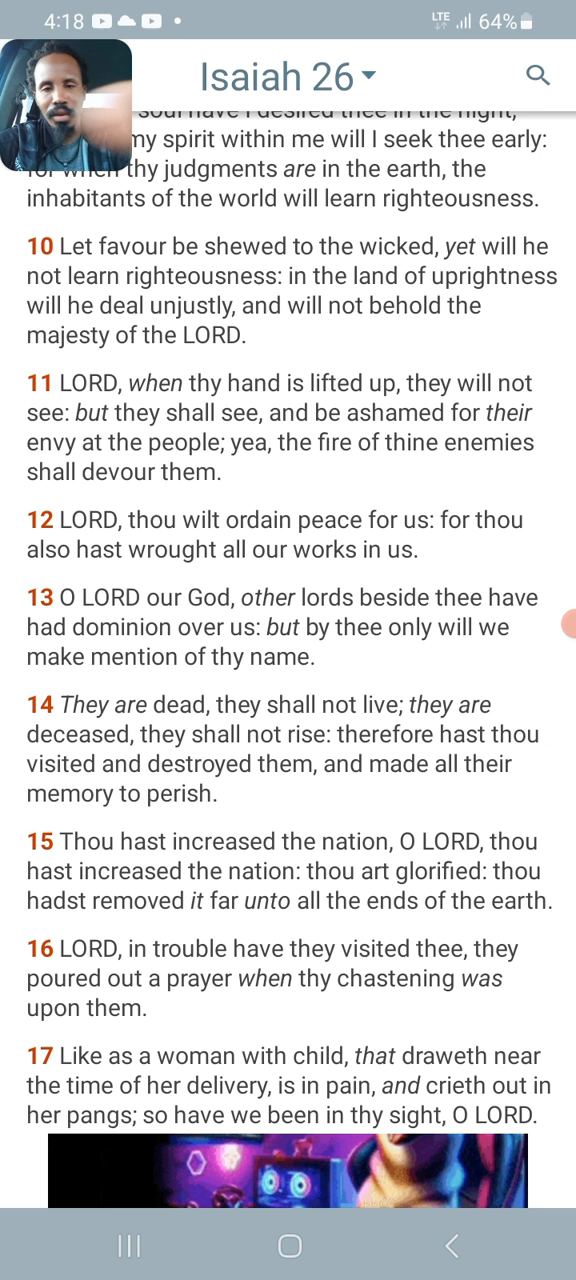 4:18
LTE 64%
Isaiah 26
soul have I desired thee in the night,
my spirit within me will I seek thee early:
for when thy judgments are in the earth, the
inhabitants of the world will learn righteousness.
10 Let favour be shewed to the wicked, yet will he
not learn righteousness: in the land of uprightness
will he deal unjustly, and will not behold the
majesty of the LORD.
11 LORD, when thy hand is lifted up, they will not
see: but they shall see, and be ashamed for their
envy at the people; yea, the fire of thine enemies
shall devour them.
12 LORD, thou wilt ordain peace for us: for thou
also hast wrought all our works in us.
13 O LORD our God, other lords beside thee have
had dominion over us: but by thee only will we
make mention of thy name.
14 They are dead, they shall not live; they are
deceased, they shall not rise: therefore hast thou
visited and destroyed them, and made all their
memory to perish.
15 Thou hast increased the nation, O LORD, thou
hast increased the nation: thou art glorified: thou
hadst removed it far unto all the ends of the earth.
16 LORD, in trouble have they visited thee, they
poured out a prayer when thy chastening was
upon them.
17 Like as a woman with child, that draweth near
the time of her delivery, is in pain, and crieth out in
her pangs; so have we been in thy sight, O LORD.